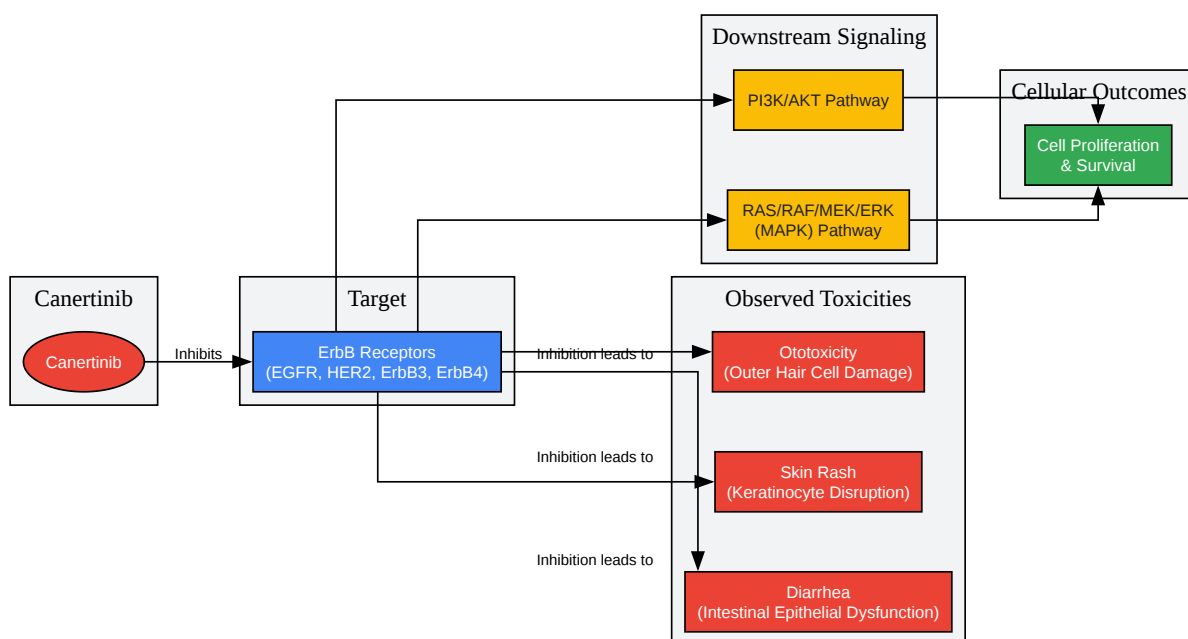 Downstream Signaling
PI3K/AKT Pathway
Cellular Outcomes
Cell Proliferation
& Survival
RAS/RAF/MEK/ERK
(MAPK) Pathway
Canertinib
Canertinib
Inhibits
Target
ErbB Receptors
(EGFR, HER2, ErbB3, ErbB4)
Observed Toxicities
Inhibition leads to
Ototoxicity
(Outer Hair Cell Damage)
Inhibition leads to
Skin Rash
(Keratinocyte Disruption)
Inhibition leads to
Diarrhea
(Intestinal Epithelial Dysfunction)